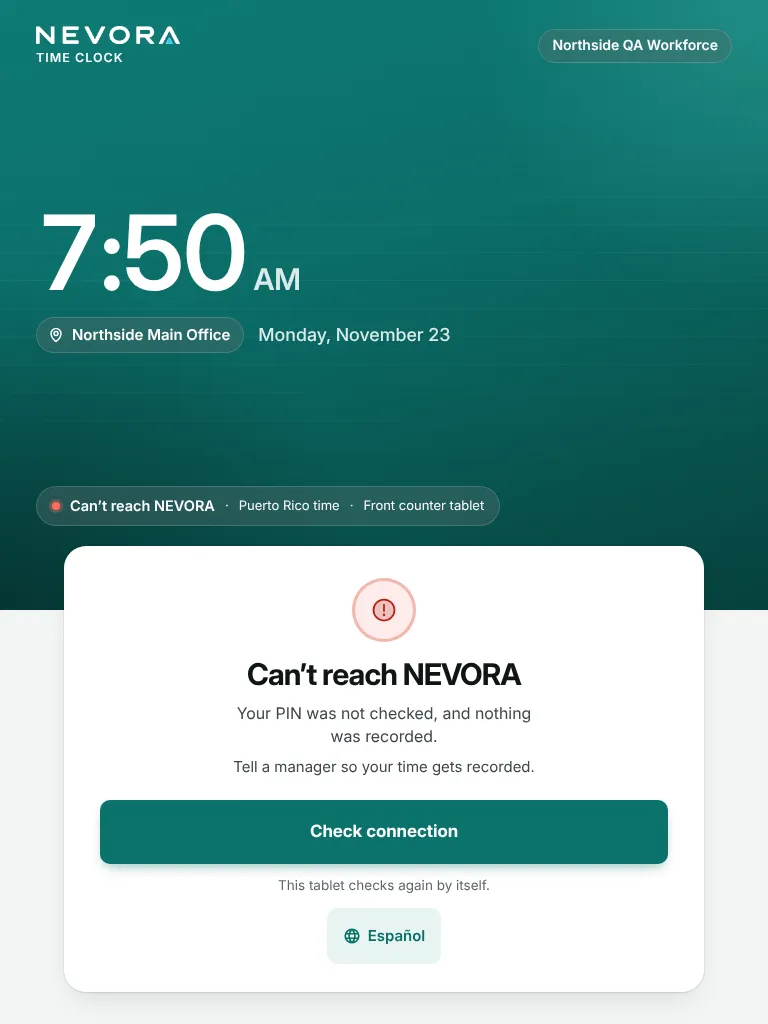 NEVORA
TIME CLOCK
Northside QA Workforce
7:50 AM
Northside Main Office
Monday, November 23
Can’t reach NEVORA · Puerto Rico time · Front counter tablet
Can’t reach NEVORA
Your PIN was not checked, and nothing
was recorded.
Tell a manager so your time gets recorded.
Check connection
This tablet checks again by itself.
Español